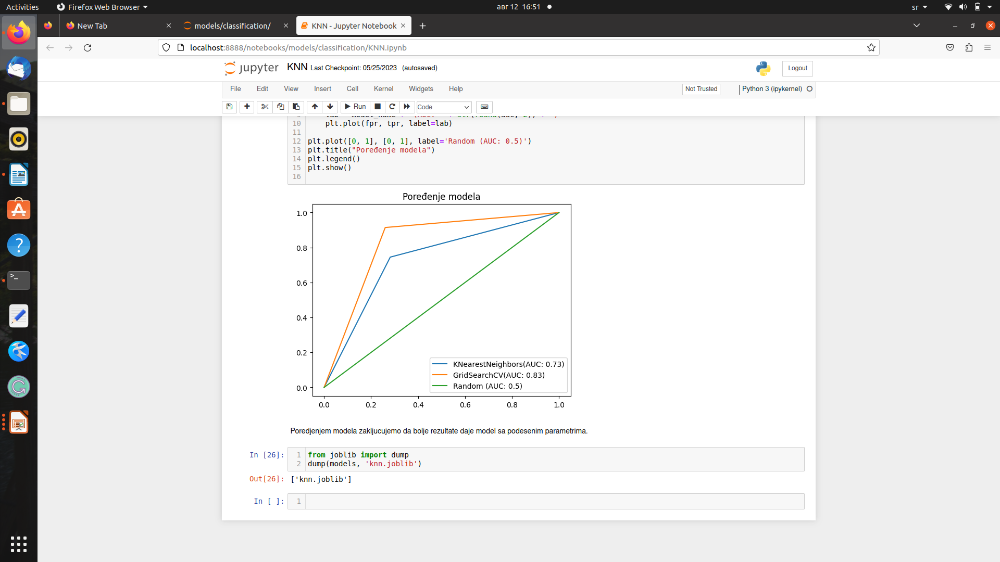 Activities
Firefox Web Browser
авг 12 16:51
sr
New Tab
models/classification/
KNN - Jupyter Notebook
localhost:8888/notebooks/models/classification/KNN.ipynb
jupyter
KNN Last Checkpoint: 05/25/2023 (autosaved)
Logout
File Edit View Insert Cell Kernel Widgets Help
Not Trusted
Python 3 (ipykernel)
Run
Code
10 plt.plot(fpr, tpr, label=lab)
11
12 plt.plot([0, 1], [0, 1], label='Random (AUC: 0.5)')
13 plt.title("Poređenje modela")
14 plt.legend()
15 plt.show()
16
Poređenje modela
1.0
0.8
0.6
0.4
0.2
0.0
0.0 0.2 0.4 0.6 0.8 1.0
KNearestNeighbors(AUC: 0.73)
GridSearchCV(AUC: 0.83)
Random (AUC: 0.5)
Poredjenjem modela zakljucujemo da bolje rezultate daje model sa podesenim parametrima.
In [26]:
1 from joblib import dump
2 dump(models, 'knn.joblib')
Out[26]: ['knn.joblib']
In [ ]: 1